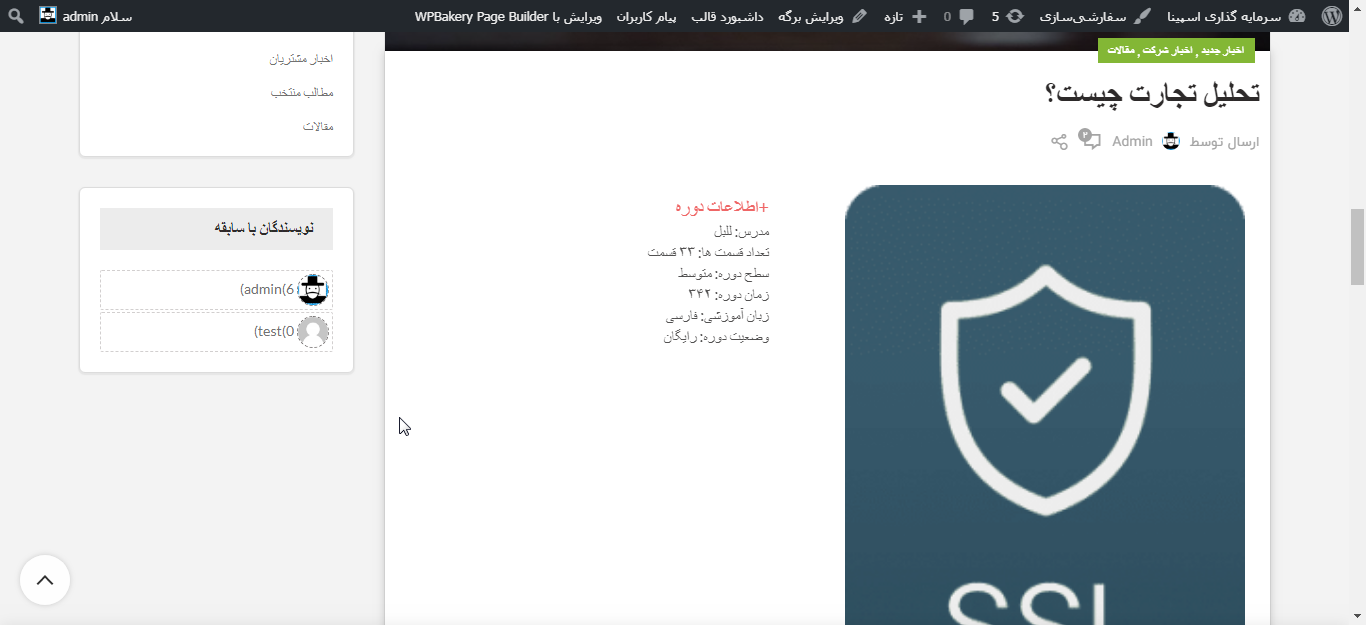 سرمایه گذاری اسپینا
سفارشی‌سازی
5
0
تازه
ویرایش برگه
داشبورد قالب
پیام کاربران
ویرایش با WPBakery Page Builder
سلام admin
اخبار جدید , اخبار شرکت , مقالات
تحلیل تجارت چیست؟
ارسال توسط Admin ۲
+اطلاعات دوره
مدرس: للیل
تعداد قسمت ها: ۳۳ قسمت
سطح دوره: متوسط
زمان دوره: ۳۴۲
زبان آموزشی: فارسی
وضعیت دوره: رایگان
SSL
اخبار مشتریان
مطالب منتخب
مقالات
نویسندگان با سابقه
(admin(6
(test(0